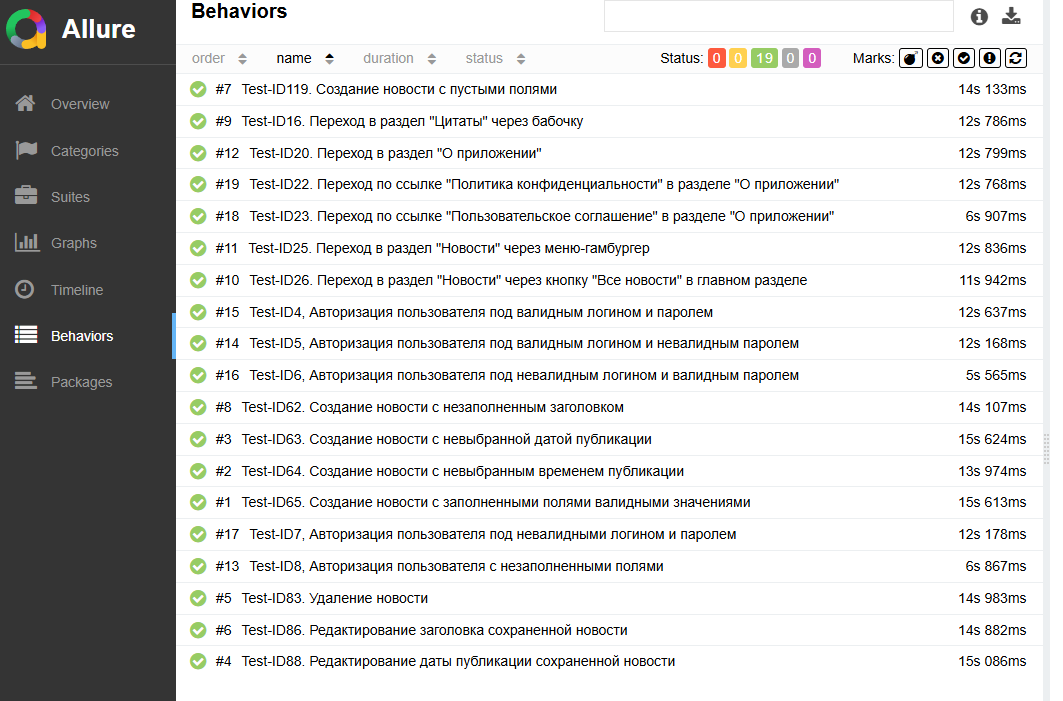 Allure
Overview
Categories
Suites
Graphs
Timeline
Behaviors
Packages
Behaviors
order name duration status Status: 0 0 19 0 0 Marks:
#7 Test-ID119. Создание новости с пустыми полями 14s 133ms
#9 Test-ID16. Переход в раздел "Цитаты" через бабочку 12s 786ms
#12 Test-ID20. Переход в раздел "О приложении" 12s 799ms
#19 Test-ID22. Переход по ссылке "Политика конфиденциальности" в разделе "О приложении" 12s 768ms
#18 Test-ID23. Переход по ссылке "Пользовательское соглашение" в разделе "О приложении" 6s 907ms
#11 Test-ID25. Переход в раздел "Новости" через меню-гамбургер 12s 836ms
#10 Test-ID26. Переход в раздел "Новости" через кнопку "Все новости" в главном разделе 11s 942ms
#15 Test-ID4, Авторизация пользователя под валидным логином и паролем 12s 637ms
#14 Test-ID5, Авторизация пользователя под валидным логином и невалидным паролем 12s 168ms
#16 Test-ID6, Авторизация пользователя под невалидным логином и валидным паролем 5s 565ms
#8 Test-ID62. Создание новости с незаполненным заголовком 14s 107ms
#3 Test-ID63. Создание новости с невыбранной датой публикации 15s 624ms
#2 Test-ID64. Создание новости с невыбранным временем публикации 13s 974ms
#1 Test-ID65. Создание новости с заполненными полями валидными значениями 15s 613ms
#17 Test-ID7, Авторизация пользователя под невалидными логином и паролем 12s 178ms
#13 Test-ID8, Авторизация пользователя с незаполненными полями 6s 867ms
#5 Test-ID83. Удаление новости 14s 983ms
#6 Test-ID86. Редактирование заголовка сохраненной новости 14s 882ms
#4 Test-ID88. Редактирование даты публикации сохраненной новости 15s 086ms